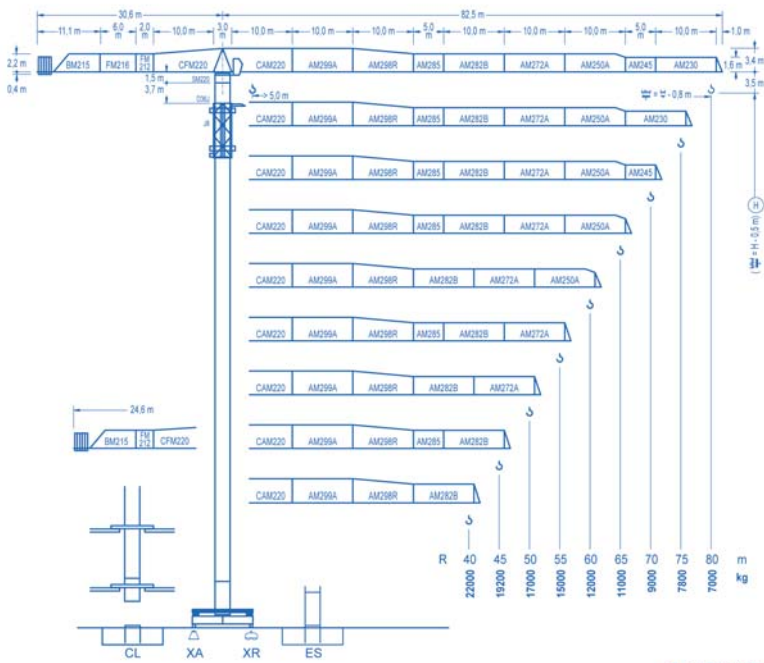 30,6 m 82,5 m
11,1 m 6,0 m 2,0 m 10,0 m 3,0 m 10,0 m 10,0 m 10,0 m 5,0 m 10,0 m 10,0 m 10,0 m 5,0 m 10,0 m 1,0 m
2,2 m BM215 FM216 FM 212 CFM220 CAM220 AM299A AM298R AM285 AM282B AM272A AM250A AM245 AM230 1,6 m 3,4 m
0,4 m 1,5 m 3,7 m SM220 5,0 m - 0,8 m 3,5 m
CAM220 AM299A AM298R AM285 AM282B AM272A AM250A AM230
CAM220 AM299A AM298R AM285 AM282B AM272A AM250A AM245
H
CAM220 AM299A AM298R AM285 AM282B AM272A AM250A
= H - 0,5 m)
CAM220 AM299A AM298R AM282B AM272A AM250A
CAM220 AM299A AM298R AM285 AM282B AM272A
CAM220 AM299A AM298R AM282B AM272A
24,6 m
BM215 FM 212 CFM220 CAM220 AM299A AM298R AM285 AM282B
CAM220 AM299A AM298R AM282B
R 40 45 50 55 60 65 70 75 80 m
22000 19200 17000 15000 12000 11000 9000 7800 7000 kg
CL XA XR ES